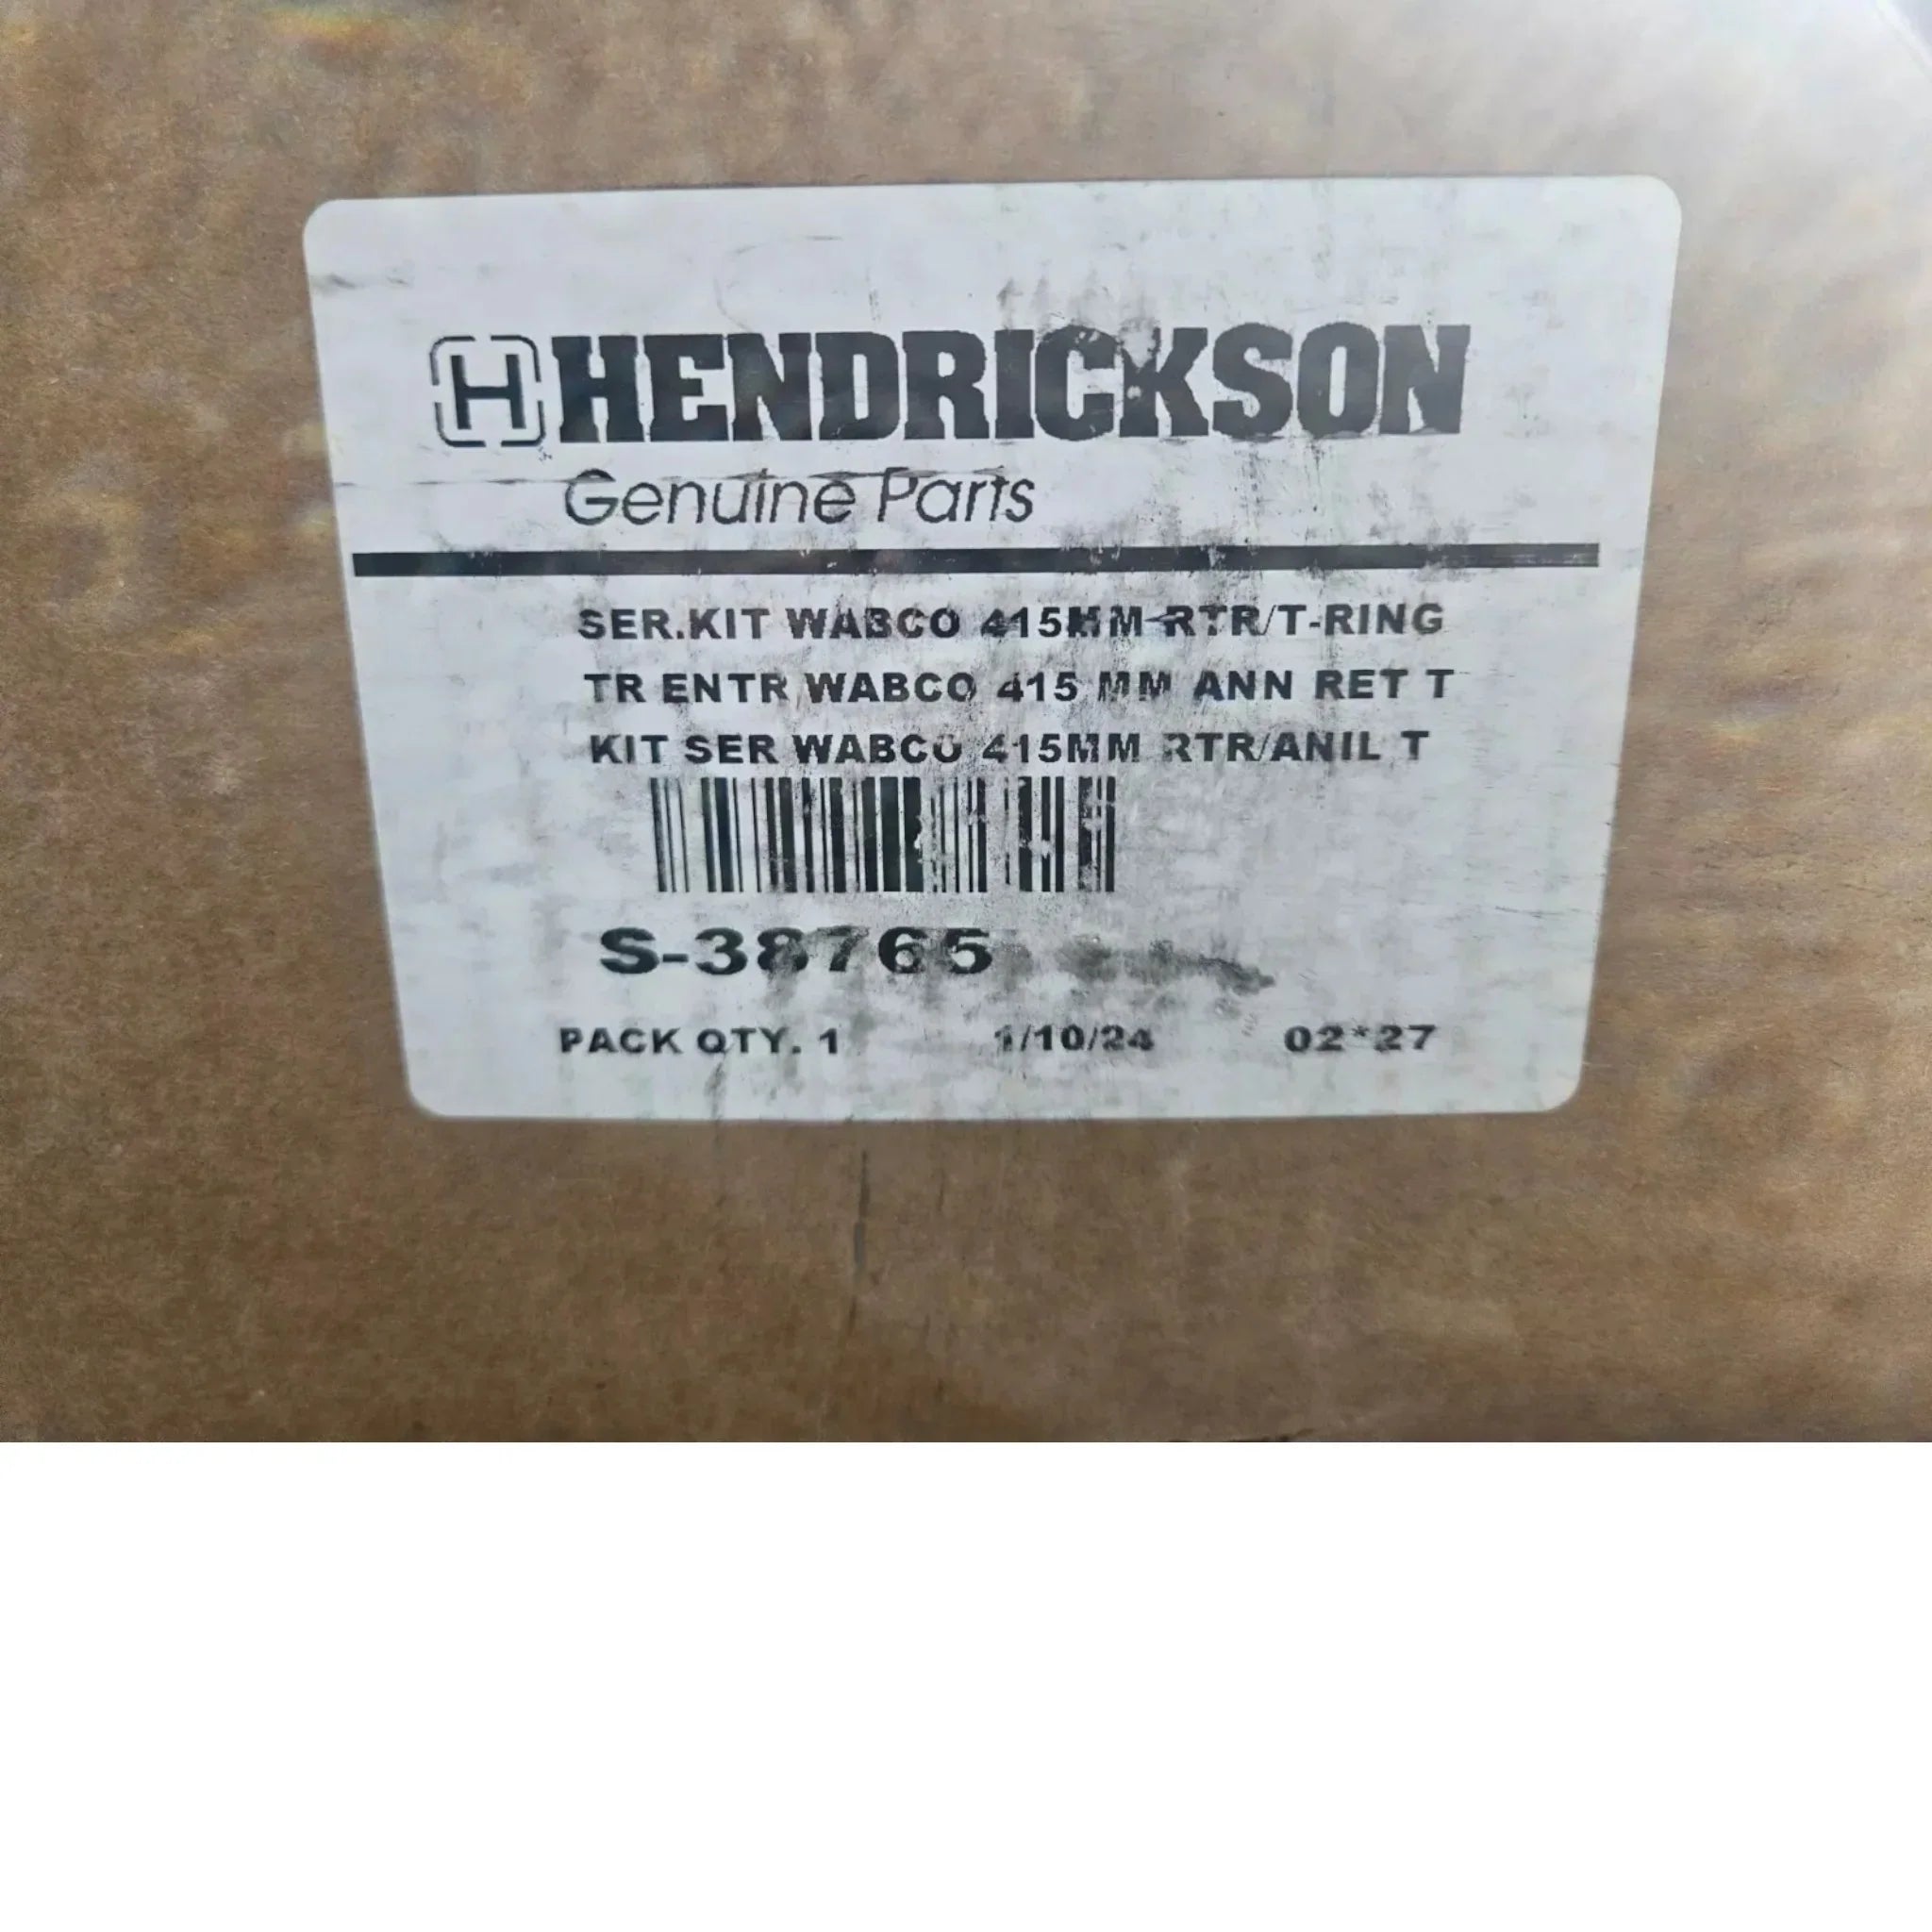 H HENDRICKSON
Genuine Parts
SER.KIT WABCO 415MM-RTR/T-RING
TR ENTR WABCO 415 MM ANN RET T
KIT SER WABCO 415MM RTR/ANIL T
S-38765
PACK QTY. 1 1/10/24 02*27